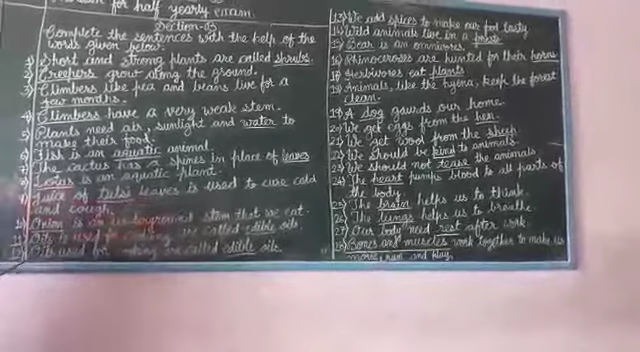 for half yearly exam
Section-03
Complete the sentences with the help of the
words given below.
1) Short and strong plants are called shrubs.
2) Creepers grow along the ground.
3) Climbers like pea and beans live for a
few months.
4) Climbers have a very weak stem.
5) Plants need air, sunlight and water to
make their food.
6) Fish is an aquatic animal.
7) The cactus has a spines in place of leaves
8) Lotus is an aquatic plant.
9) Juice of tulsi leaves is used to cure cold
and cough.
10) Onion is an underground stem that we eat.
11) Oils used for cooking are called edible oils.
12) Oils used for cooking are called edible oils.
13) We add spices to make our food tasty
14) Wild animals live in a forest
15) Bear is an omnivores.
16) Rhinoceroses are hunted for their horns
17) Herbivores eat plants
18) Animals, like the hyena, keep the forest
clean.
19) A dog gaurds our home.
20) We get eggs from the hen.
21) We get wool from the sheep
22) We should be kind to animals.
23) We should not tease the animals.
24) The heart pumps blood to all parts of
the body.
25) The brain helps us to think.
26) The lungs helps us to breathe.
27) Our body need rest after work.
28) Bones and muscles work together to make us
move, run and play.